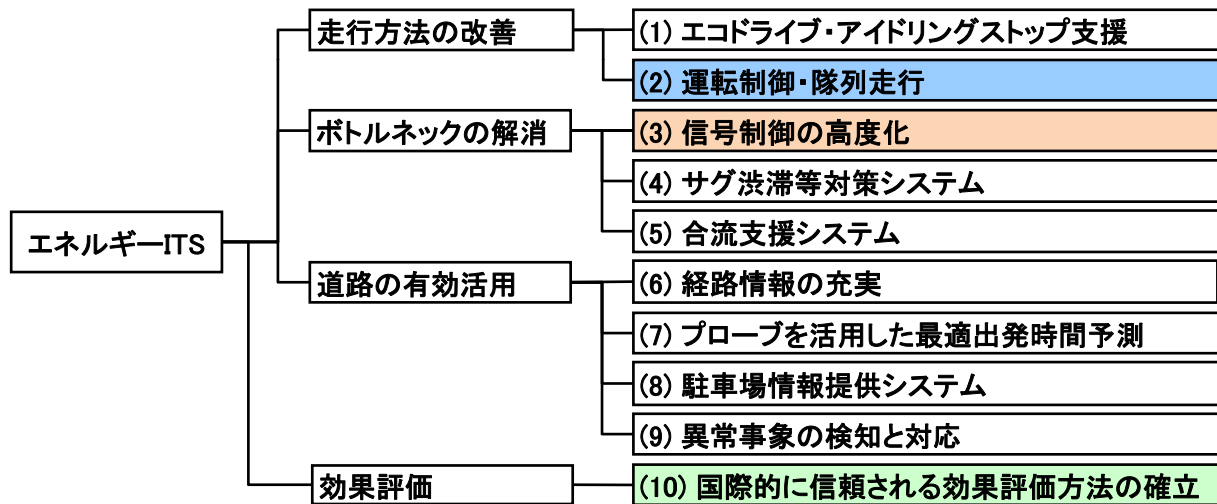 エネルギーITS
走行方法の改善
(1) エコドライブ・アイドリングストップ支援
(2) 運転制御・隊列走行
ボトルネックの解消
(3) 信号制御の高度化
(4) サグ渋滞等対策システム
(5) 合流支援システム
道路の有効活用
(6) 経路情報の充実
(7) プローブを活用した最適出発時間予測
(8) 駐車場情報提供システム
(9) 異常事象の検知と対応
効果評価
(10) 国際的に信頼される効果評価方法の確立